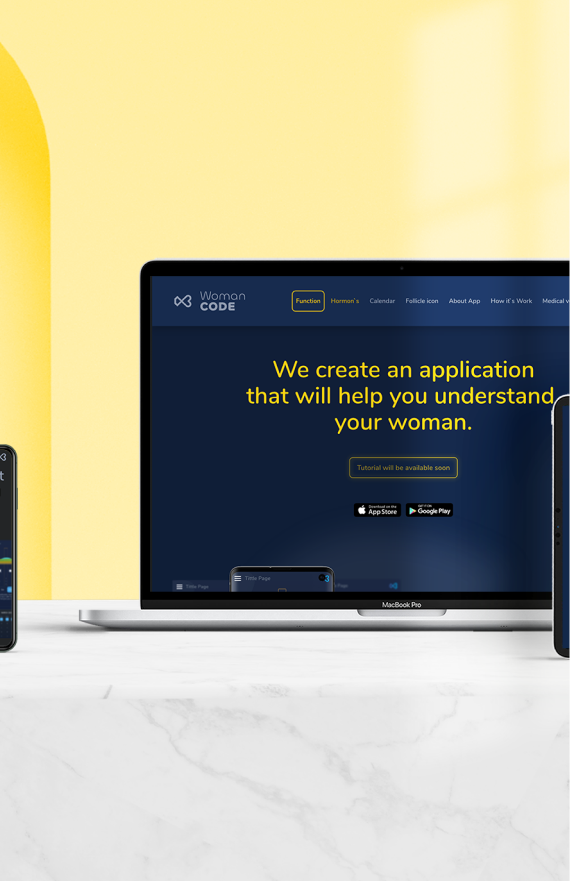 Woman
CODE
Function
Hormon's
Calendar
Follicle icon
About App
How it's Work
Medical v
We create an application
that will help you understand
your woman.
Tutorial will be available soon
Download on the
App Store
GET IT ON
Google Play
Tittle Page
Tittle Page
Page
MacBook Pro
t